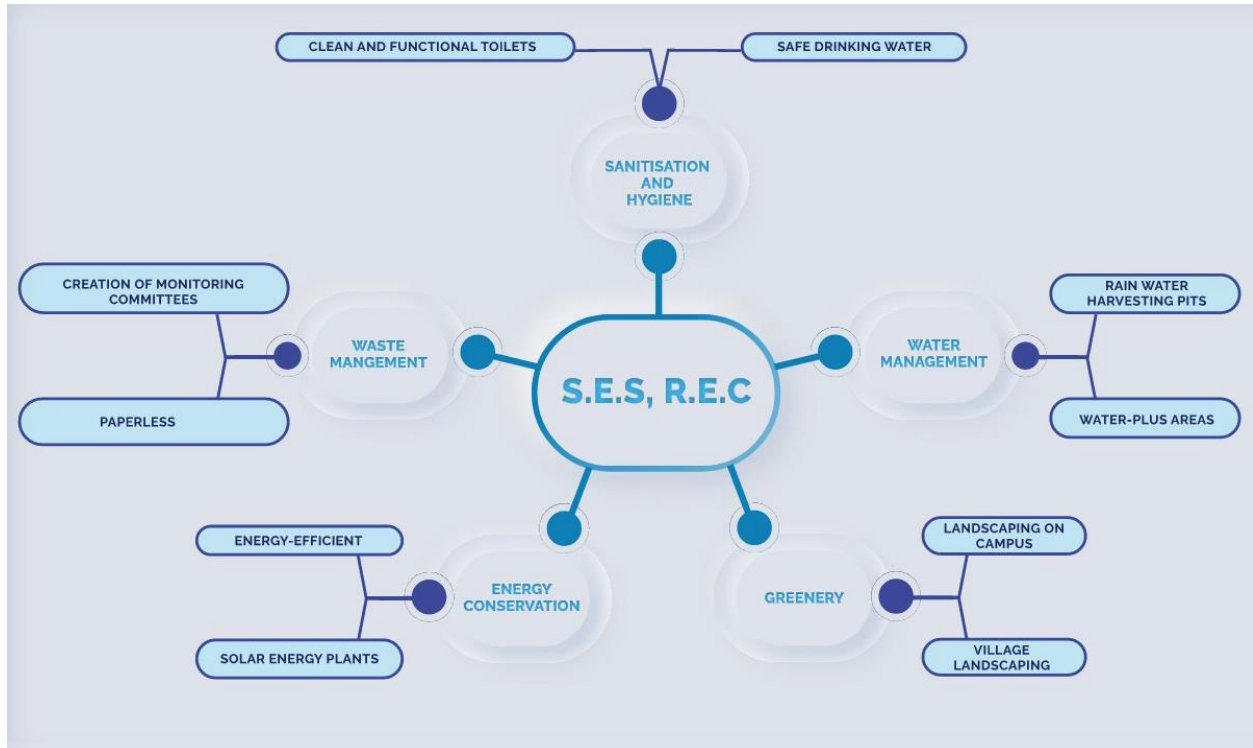 CLEAN AND FUNCTIONAL TOILETS
SAFE DRINKING WATER
SANITISATION
AND
HYGIENE
CREATION OF MONITORING
COMMITTEES
WASTE
MANGEMENT
PAPERLESS
S.E.S, R.E.C
WATER
MANAGEMENT
RAIN WATER
HARVESTING PITS
WATER-PLUS AREAS
ENERGY-EFFICIENT
ENERGY
CONSERVATION
SOLAR ENERGY PLANTS
GREENERY
LANDSCAPING ON
CAMPUS
VILLAGE
LANDSCAPING